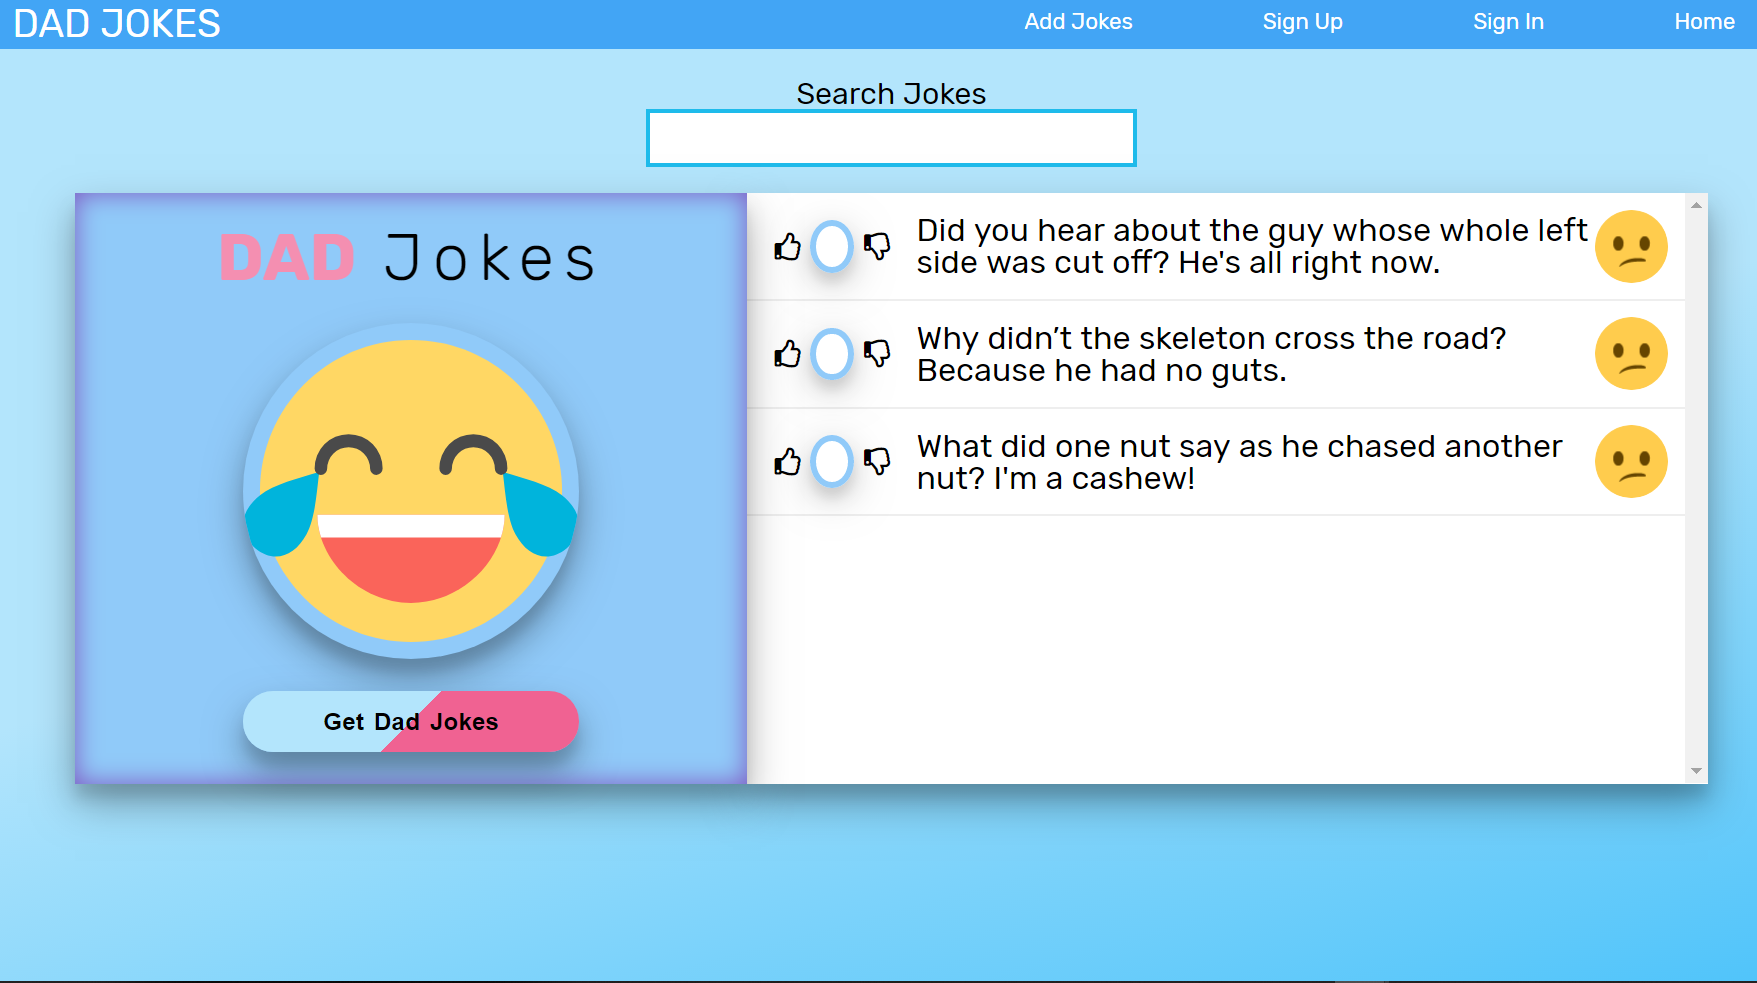 DAD JOKES
Add Jokes
Sign Up
Sign In
Home
Search Jokes
DAD Jokes
Get Dad Jokes
Did you hear about the guy whose whole left
side was cut off? He's all right now.
Why didn’t the skeleton cross the road?
Because he had no guts.
What did one nut say as he chased another
nut? I'm a cashew!